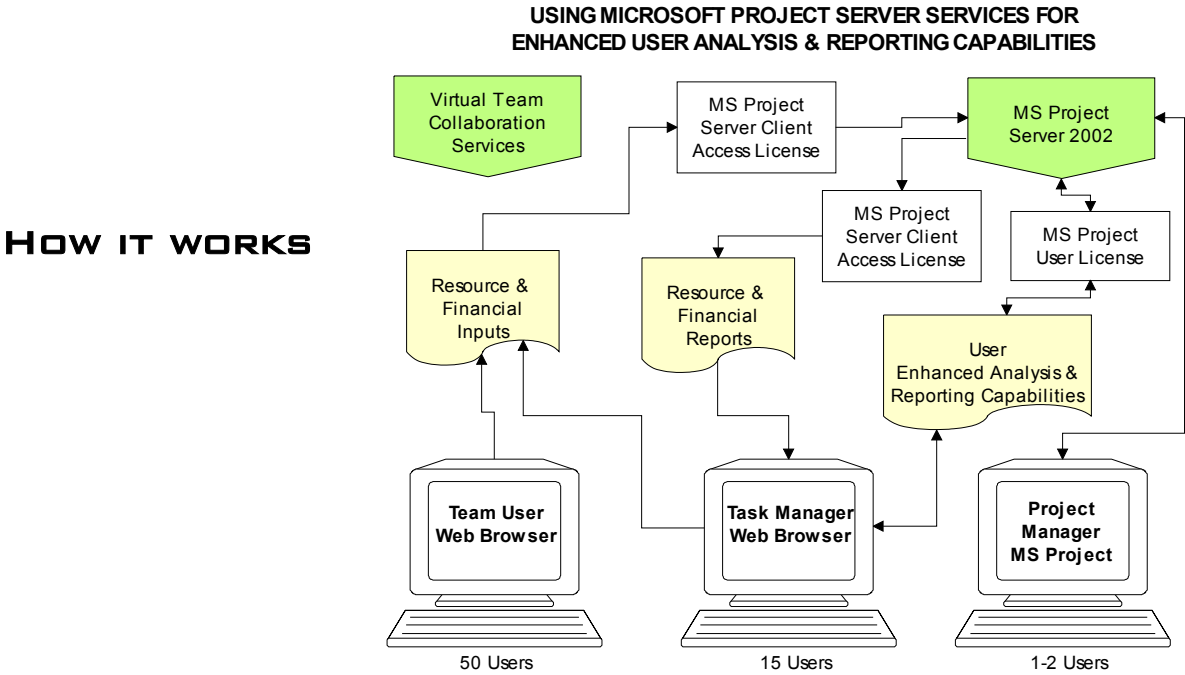 USING MICROSOFT PROJECT SERVER SERVICES FOR
ENHANCED USER ANALYSIS & REPORTING CAPABILITIES
HOW IT WORKS
Virtual Team
Collaboration
Services
MS Project
Server Client
Access License
MS Project
Server 2002
MS Project
Server Client
Access License
MS Project
User License
Resource &
Financial
Inputs
Resource &
Financial
Reports
User
Enhanced Analysis &
Reporting Capabilities
Team User
Web Browser
Task Manager
Web Browser
Project
Manager
MS Project
50 Users
15 Users
1-2 Users